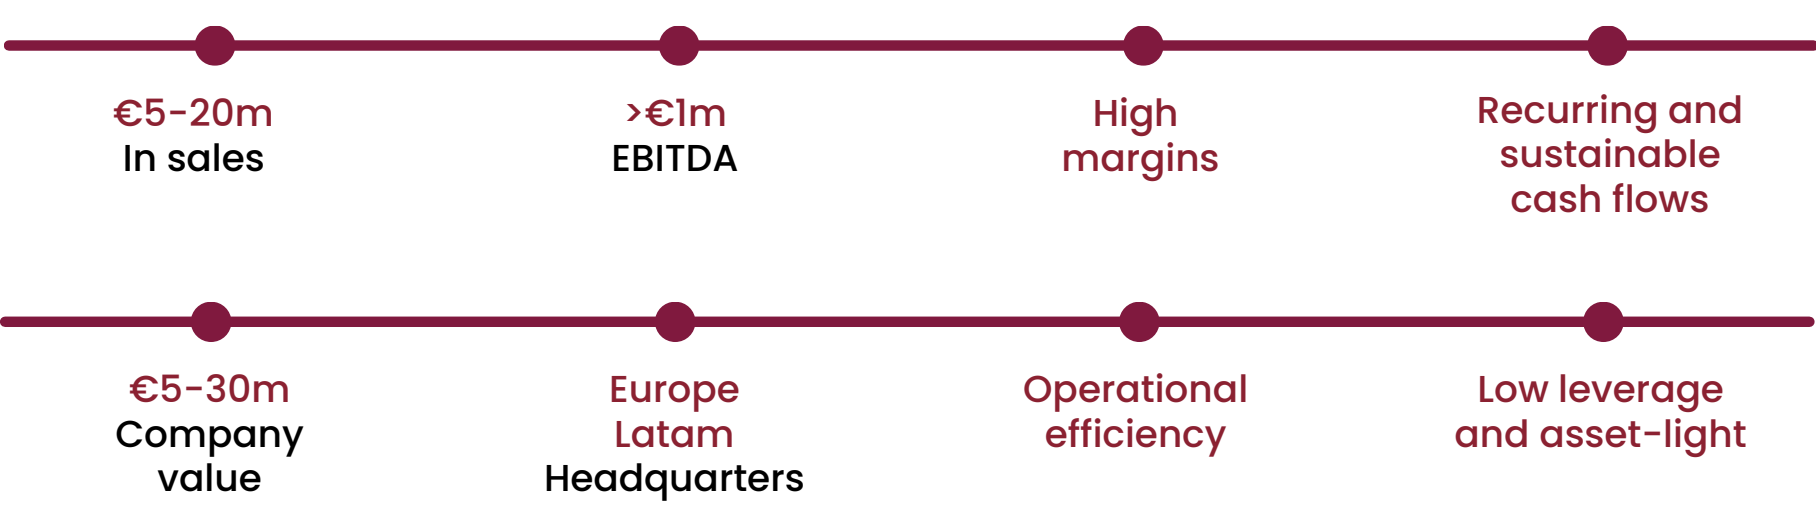 €5-20m
In sales
>€1m
EBITDA
High
margins
Recurring and
sustainable
cash flows
€5-30m
Company
value
Europe
Latam
Headquarters
Operational
efficiency
Low leverage
and asset-light